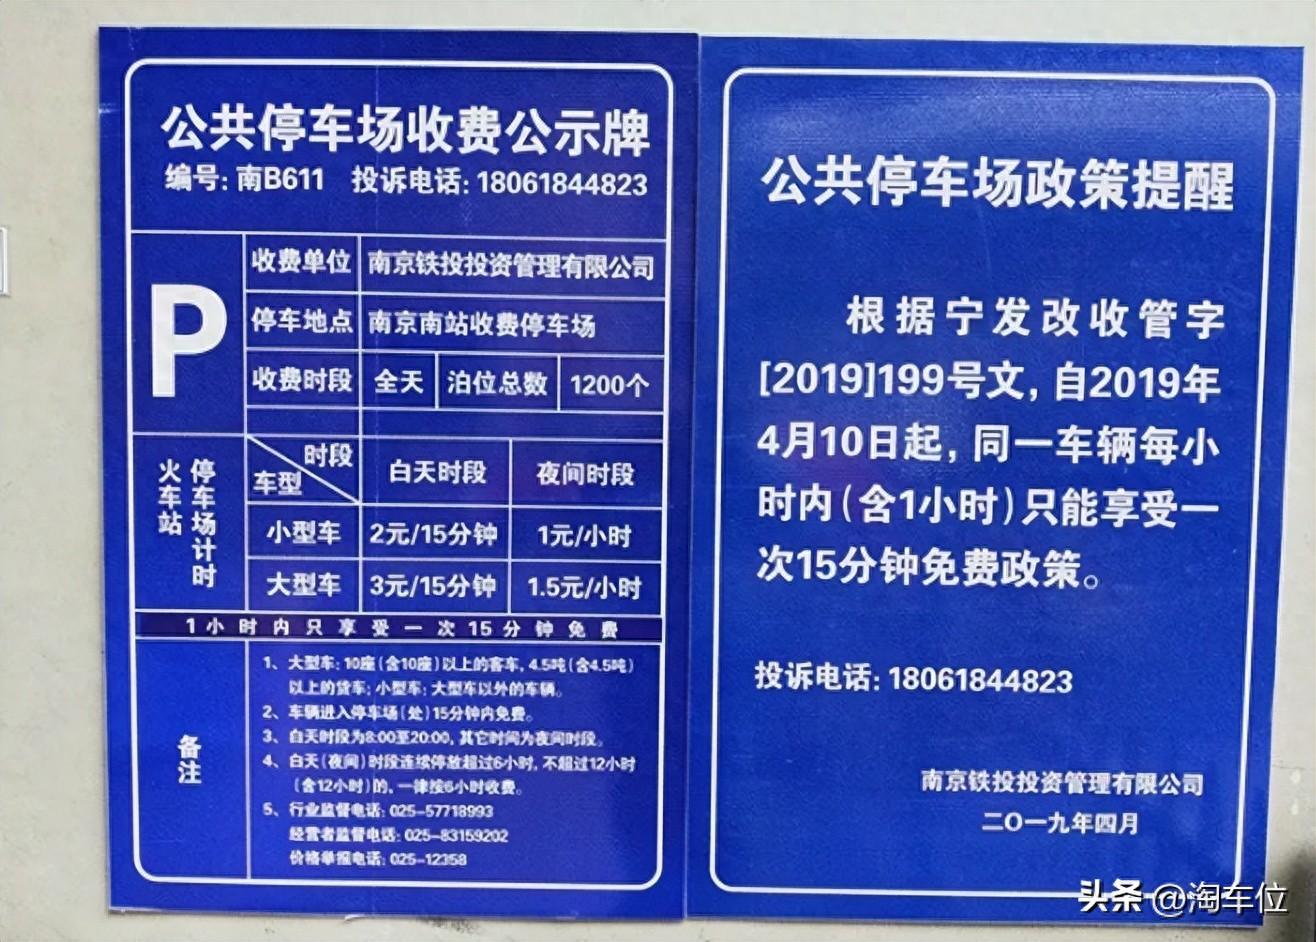 公共停车场收费公示牌
编号: 南B611 投诉电话: 18061844823
P
收费单位 南京铁投投资管理有限公司
停车地点 南京南站收费停车场
收费时段 全天 泊位总数 1200个
火车站
停车场计时
时段
车型
白天时段 夜间时段
小型车 2元/15分钟 1元/小时
大型车 3元/15分钟 1.5元/小时
1小时内只享受一次15分钟免费
备注
1、大型车: 10座(含10座)以上的客车, 4.5吨(含4.5吨)
以上的货车; 小型车: 大型车以外的车辆。
2、车辆进入停车场(处)15分钟内免费。
3、白天时段为8:00至20:00, 其它时间为夜间时段。
4、白天(夜间)时段连续停放超过6小时, 不超过12小时
(含12小时)的, 一律按6小时收费。
5、行业监督电话: 025-57718993
经营者监督电话: 025-83159202
价格举报电话: 025-12358
公共停车场政策提醒
根据宁发改收管字
[2019]199号文, 自2019年
4月10日起, 同一车辆每小
时内(含1小时)只能享受一
次15分钟免费政策。
投诉电话: 18061844823
南京铁投投资管理有限公司
二〇一九年四月
头条 @淘车位